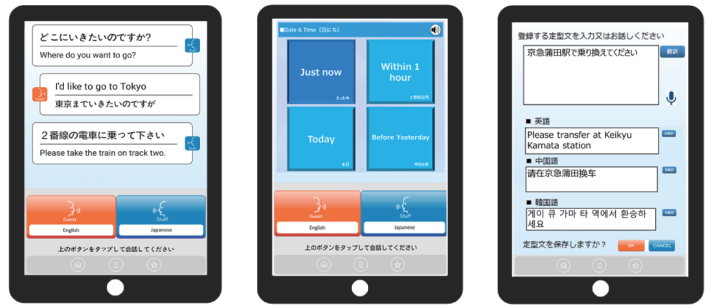 どこにいきたいのですか?
Where do you want to go?
I'd like to go to Tokyo
東京までいきたいのですが
2番線の電車に乗って下さい
Please take the train on track two.
Guest
Staff
English
Japanese
上のボタンをタップして会話してください
■Date & Time（日にち）
Just now
Within 1
hour
さっき
1時間以内
Today
Before Yesterday
本日
Guest
Staff
English
Japanese
上のボタンをタップして会話してください
登録する定型文を入力又はお話しください
京急蒲田駅で乗り換えてください
翻訳
■ 英語
Please transfer at Keikyu
Kamata station
■ 中国語
请在京急蒲田换车
■ 韓国語
게이 큐 가마 타 역에서 환승하
세요
定型文を保存しますか？
OK
CANCEL